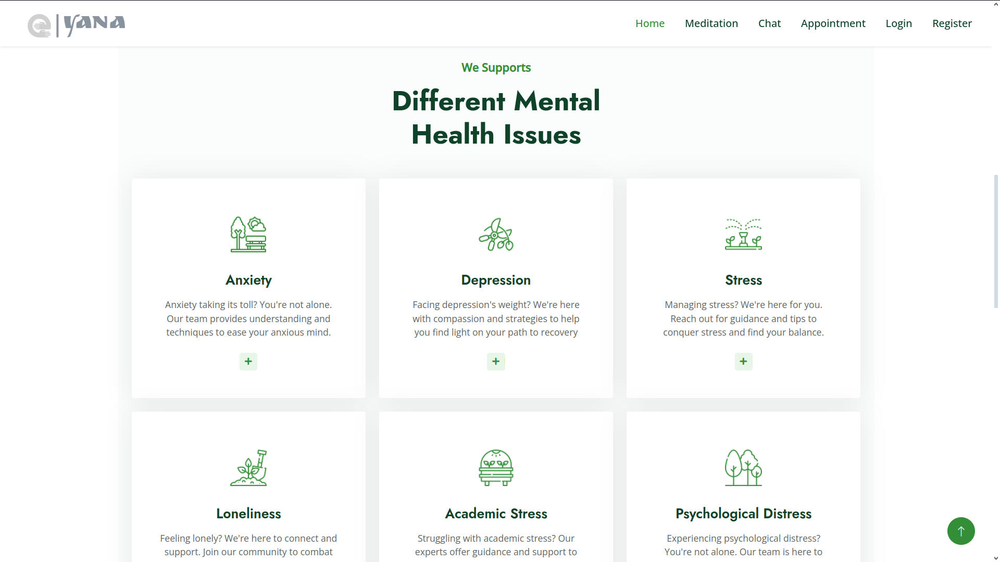 YANA
Home
Meditation
Chat
Appointment
Login
Register
We Supports
Different Mental
Health Issues
Anxiety
Anxiety taking its toll? You're not alone.
Our team provides understanding and
techniques to ease your anxious mind.
+
Depression
Facing depression's weight? We're here
with compassion and strategies to help
you find light on your path to recovery
+
Stress
Managing stress? We're here for you.
Reach out for guidance and tips to
conquer stress and find your balance.
+
Loneliness
Feeling lonely? We're here to connect and
support. Join our community to combat
Academic Stress
Struggling with academic stress? Our
experts offer guidance and support to
Psychological Distress
Experiencing psychological distress?
You're not alone. Our team is here to